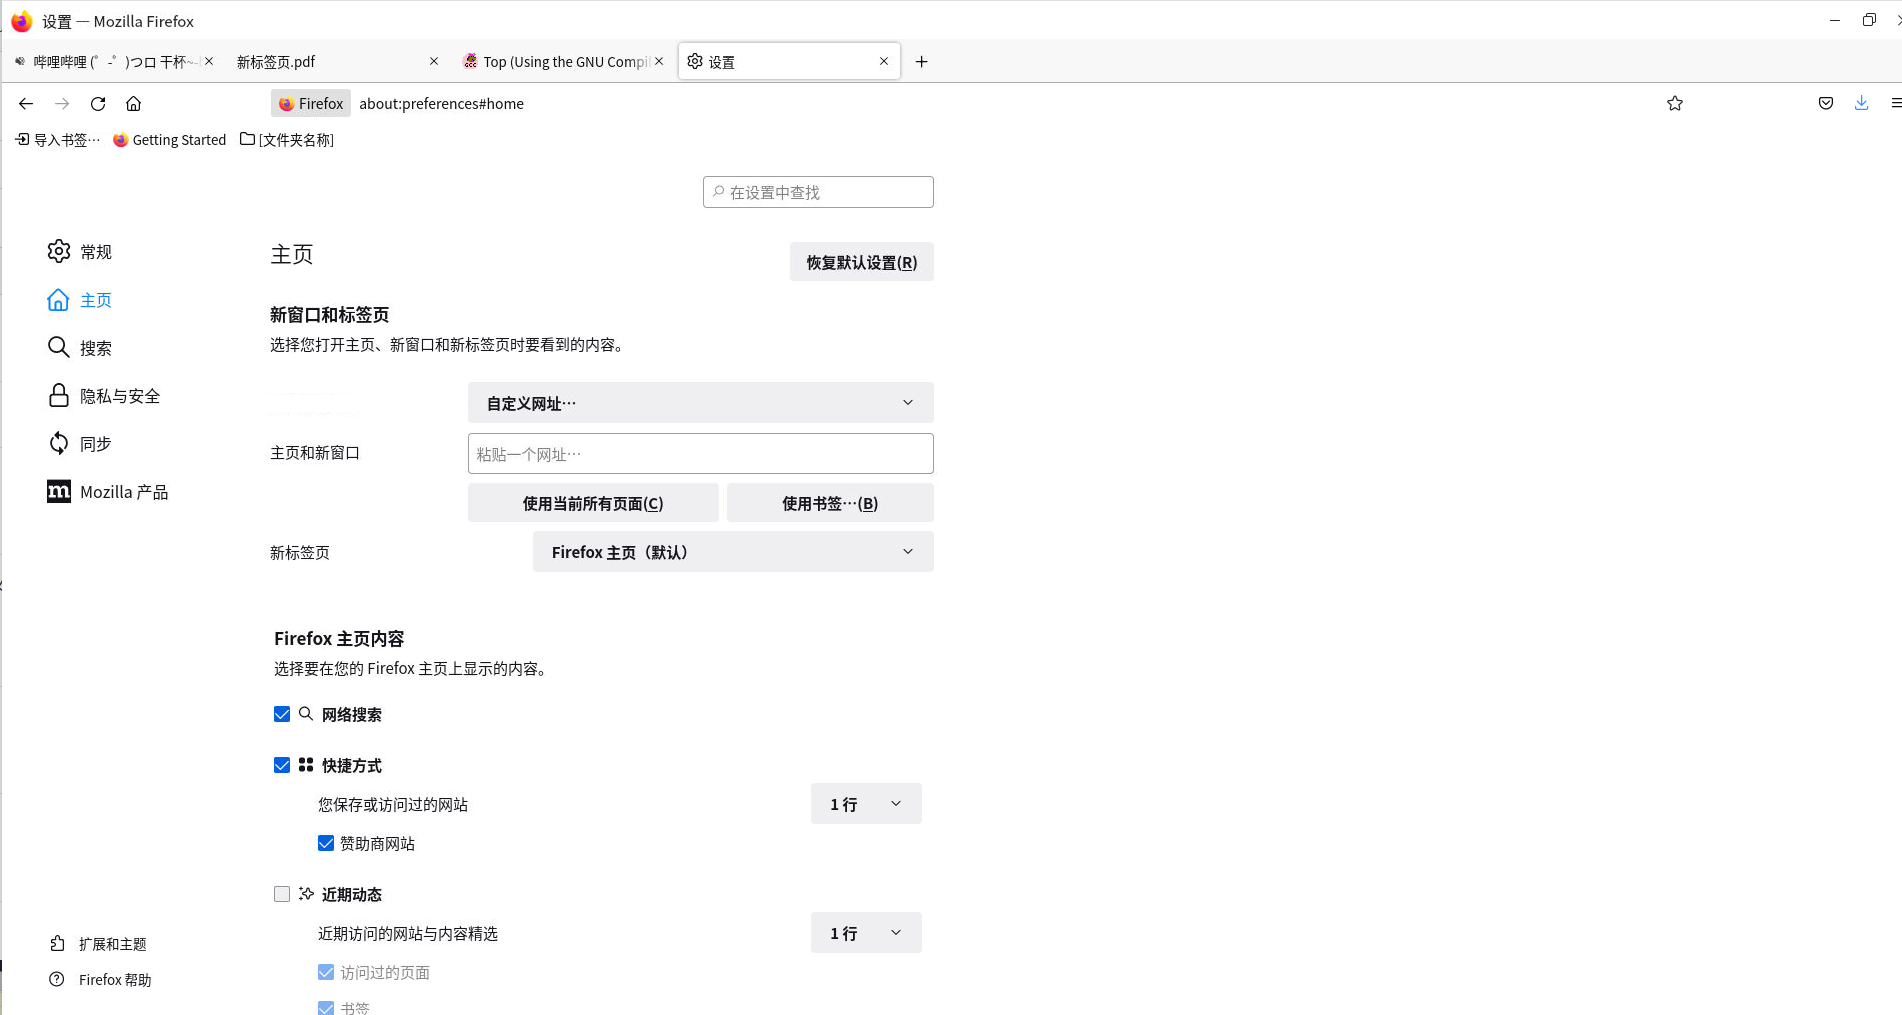 设置 — Mozilla Firefox
哔哩哔哩 (゜-゜)つロ 干杯~-
新标签页.pdf
Top (Using the GNU Compil
设置
Firefox
about:preferences#home
导入书签…
Getting Started
[文件夹名称]
在设置中查找
常规
主页
搜索
隐私与安全
同步
Mozilla 产品
主页
恢复默认设置(R)
新窗口和标签页
选择您打开主页、新窗口和新标签页时要看到的内容。
自定义网址…
主页和新窗口
粘贴一个网址…
使用当前所有页面(C)
使用书签…(B)
新标签页
Firefox 主页（默认）
Firefox 主页内容
选择要在您的 Firefox 主页上显示的内容。
网络搜索
快捷方式
您保存或访问过的网站
1 行
赞助商网站
近期动态
近期访问的网站与内容精选
1 行
访问过的页面
书签
扩展和主题
Firefox 帮助